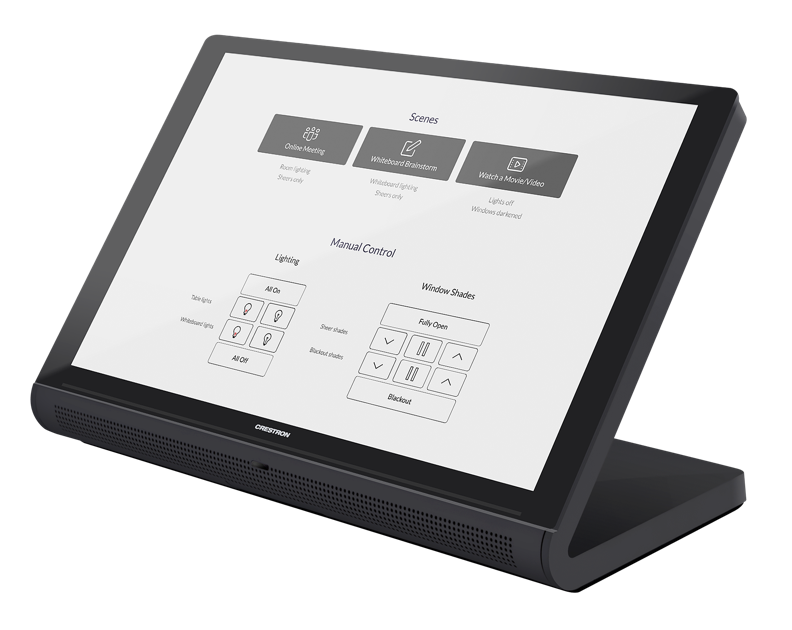 Scenes
Online Meeting
Whiteboard Brainstorm
Watch a Movie/Video
Room lighting
Sheers only
Whiteboard lighting
Sheers only
Lights off
Windows darkened
Manual Control
Lighting
Window Shades
All On
Table lights
Whiteboard lights
All Off
Fully Open
Sheer shades
Blackout shades
Blackout
CRESTRON